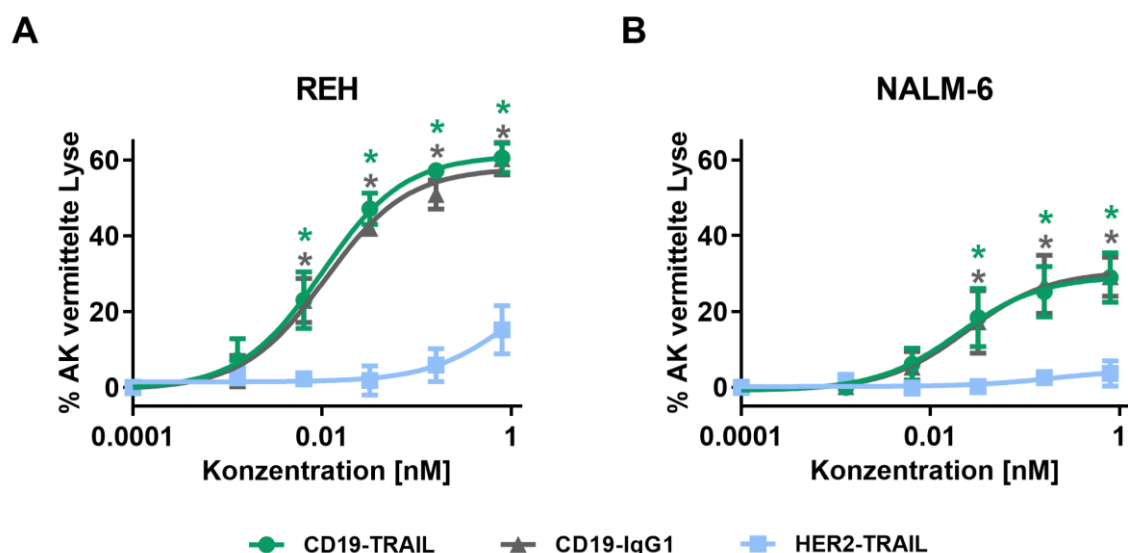 A
REH
% AK vermittelte Lyse
60
40
20
0
0.0001
0.01
1
Konzentration [nM]
* * * *
* * * *
B
NALM-6
% AK vermittelte Lyse
60
40
20
0
0.0001
0.01
1
Konzentration [nM]
* * *
* * *
CD19-TRAIL
CD19-IgG1
HER2-TRAIL